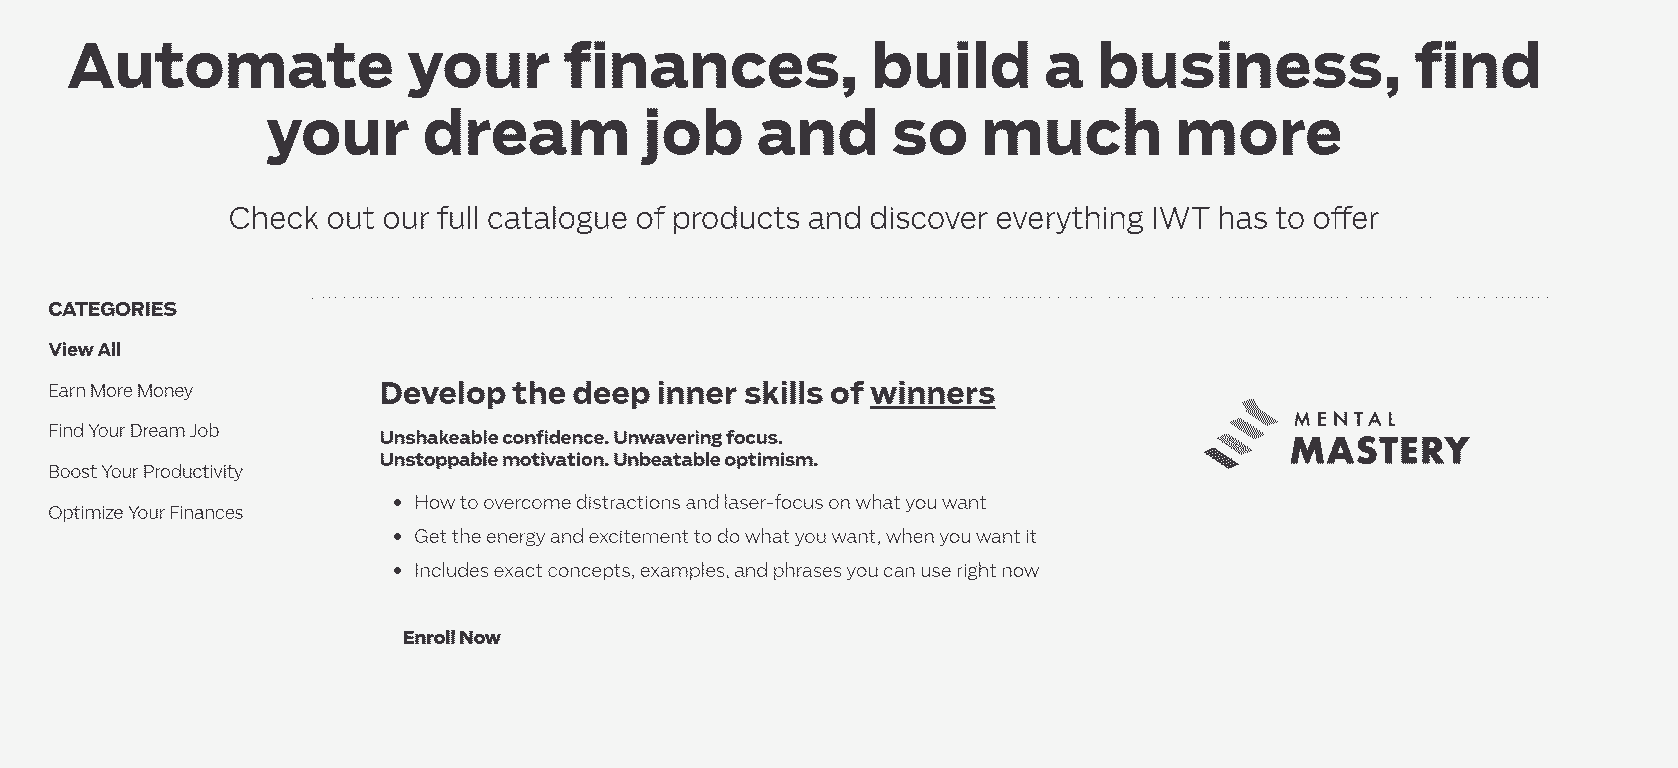 Automate your finances, build a business, find
your dream job and so much more
Check out our full catalogue of products and discover everything IWT has to offer
CATEGORIES
View All
Earn More Money
Find Your Dream Job
Boost Your Productivity
Optimize Your Finances
Develop the deep inner skills of winners
Unshakeable confidence. Unwavering focus.
Unstoppable motivation. Unbeatable optimism.
• How to overcome distractions and laser-focus on what you want
• Get the energy and excitement to do what you want, when you want it
• Includes exact concepts, examples, and phrases you can use right now
Enroll Now
MENTAL
MASTERY